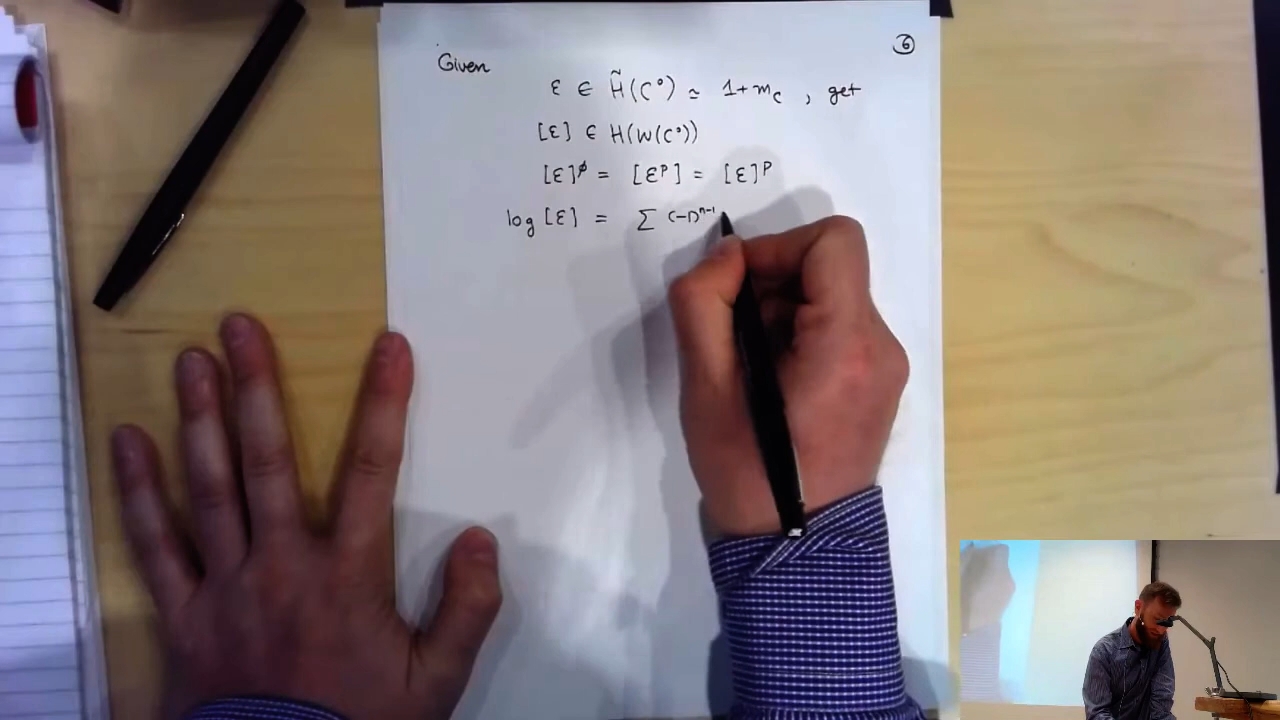 ⑥
Given
ε ∈ H̃(C°) ≃ 1+m_C , get
[ε] ∈ H(W(C°))
[ε]^ϕ = [ε^p] = [ε]^p
log [ε] = ∑ (-1)^{n-1}